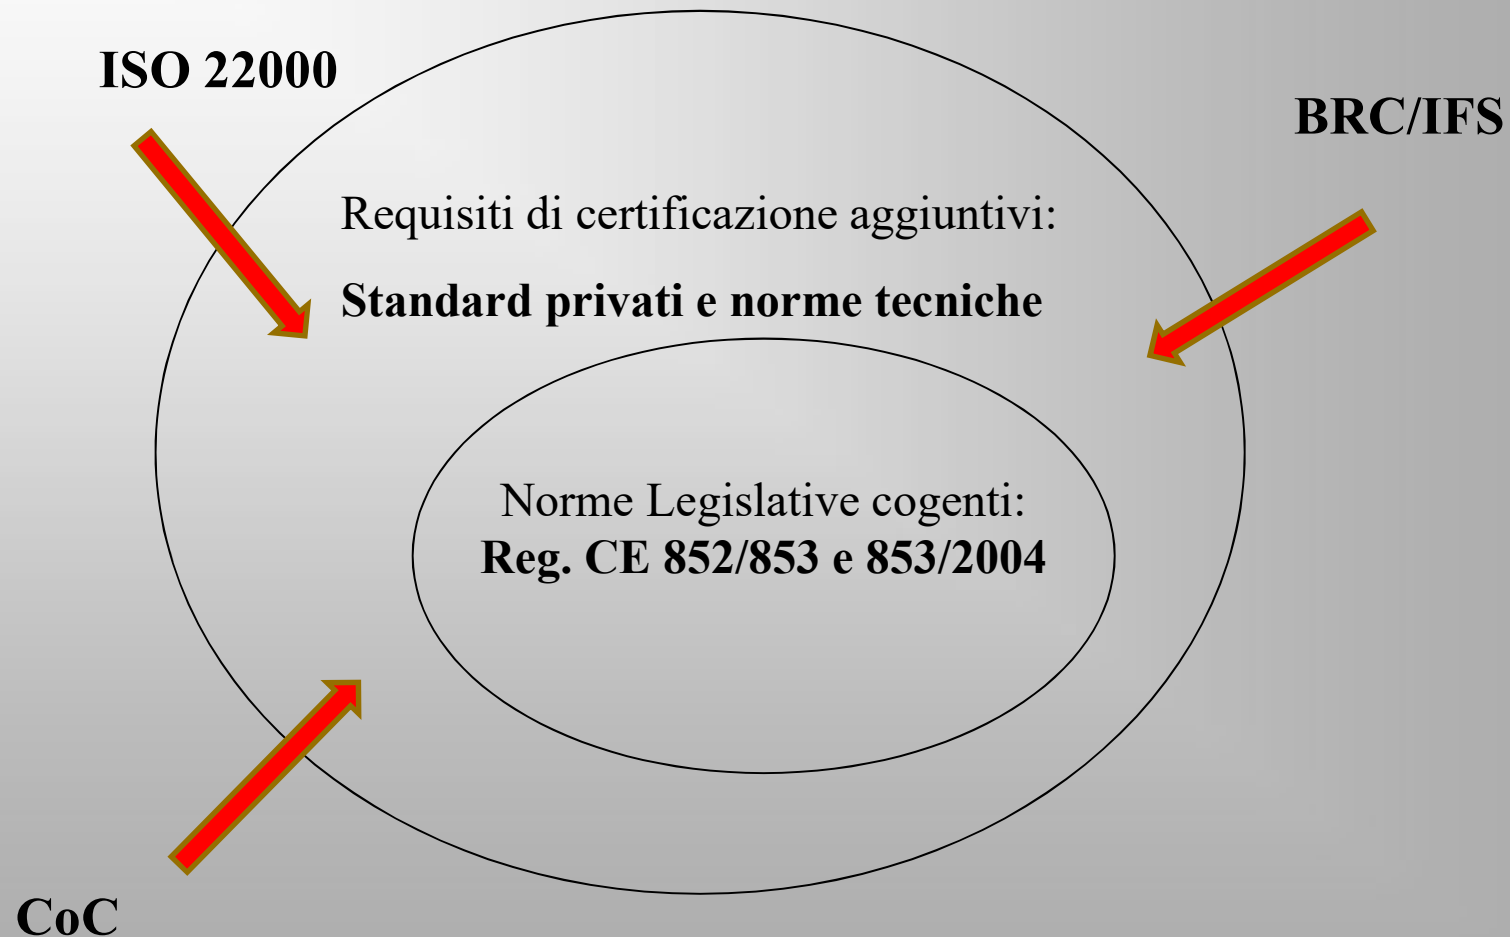 ISO 22000
BRC/IFS
Requisiti di certificazione aggiuntivi:
Standard privati e norme tecniche
Norme Legislative cogenti:
Reg. CE 852/853 e 853/2004
CoC